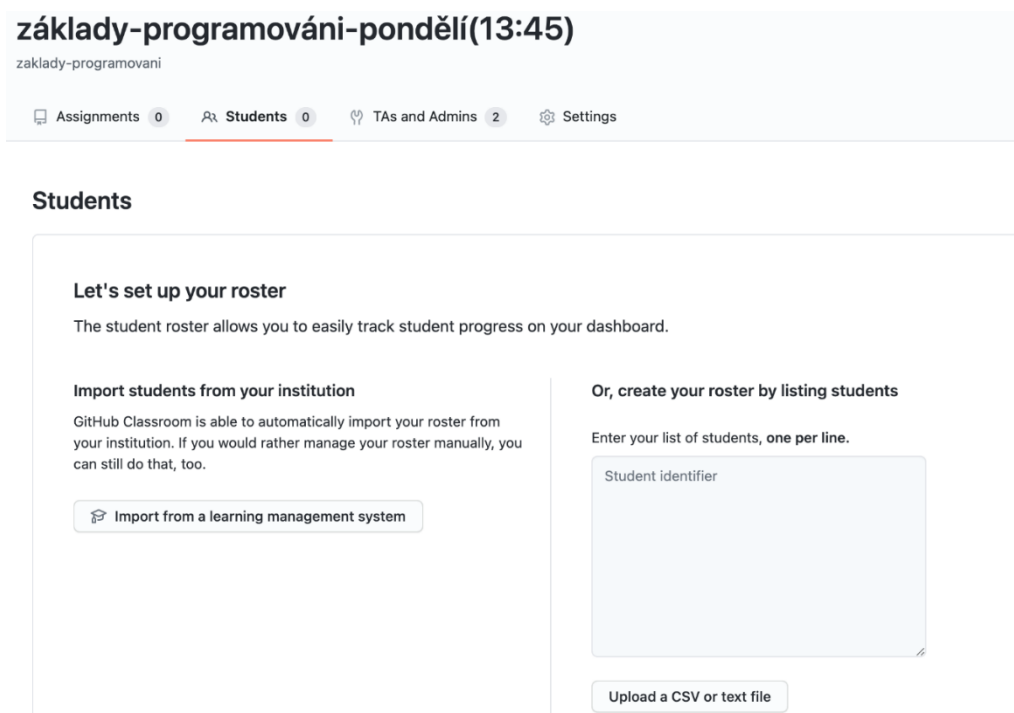 základy-programováni-pondělí(13:45)
zaklady-programovani
Assignments 0 Students 0 TAs and Admins 2 Settings
Students
Let's set up your roster
The student roster allows you to easily track student progress on your dashboard.
Import students from your institution
GitHub Classroom is able to automatically import your roster from
your institution. If you would rather manage your roster manually, you
can still do that, too.
Import from a learning management system
Or, create your roster by listing students
Enter your list of students, one per line.
Student identifier
Upload a CSV or text file